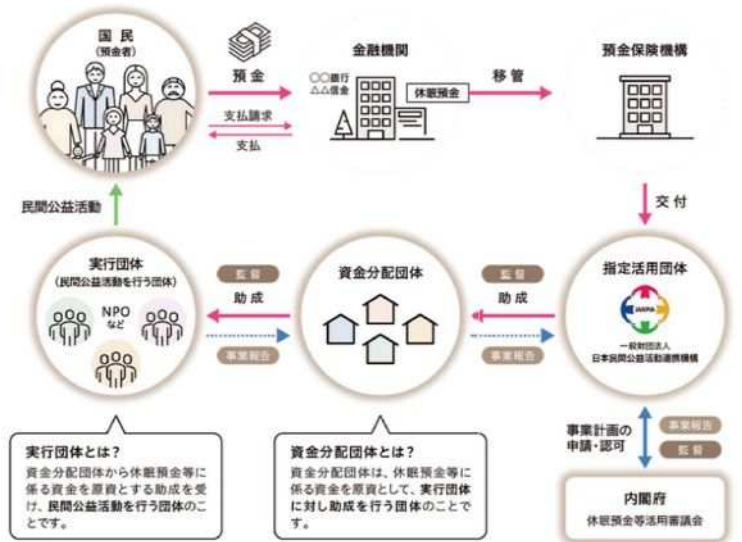 国民
(預金者)
預金
支払請求
支払
金融機関
〇〇銀行
△△信金
休眠預金
移管
預金保険機構
交付
民間公益活動
実行団体
(民間公益活動を行う団体)
NPO
など
監督
助成
事業報告
資金分配団体
監督
助成
事業報告
指定活用団体
JANPIA
一般財団法人
日本民間公益活動連携機構
実行団体とは?
資金分配団体から休眠預金等に
係る資金を原資とする助成を受
け、民間公益活動を行う団体のこ
とです。
資金分配団体とは?
資金分配団体は、休眠預金等に
係る資金を原資として、実行団体
に対し助成を行う団体のことで
す。
事業計画の
申請・認可
事業報告
監督
内閣府
休眠預金等活用審議会